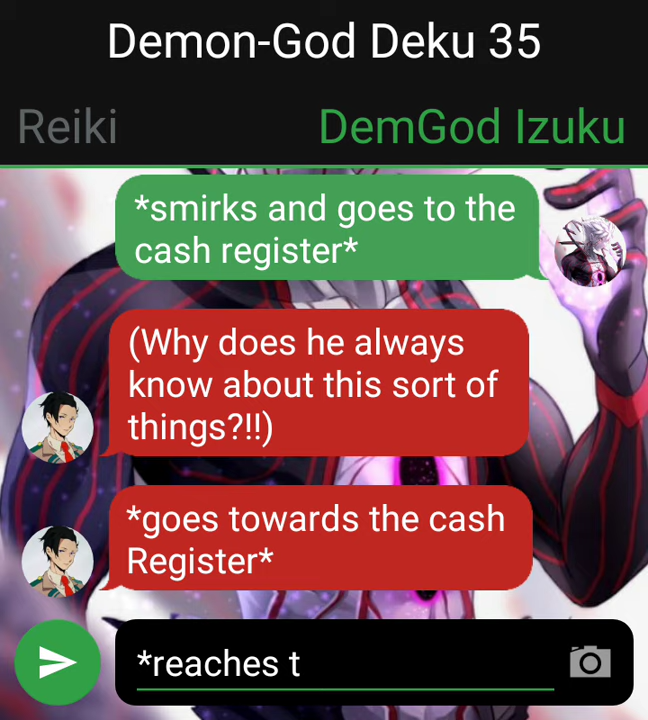 Demon-God Deku 35
Reiki
DemGod Izuku
*smirks and goes to the
cash register*
(Why does he always
know about this sort of
things?!!)
*goes towards the cash
Register*
*reaches t